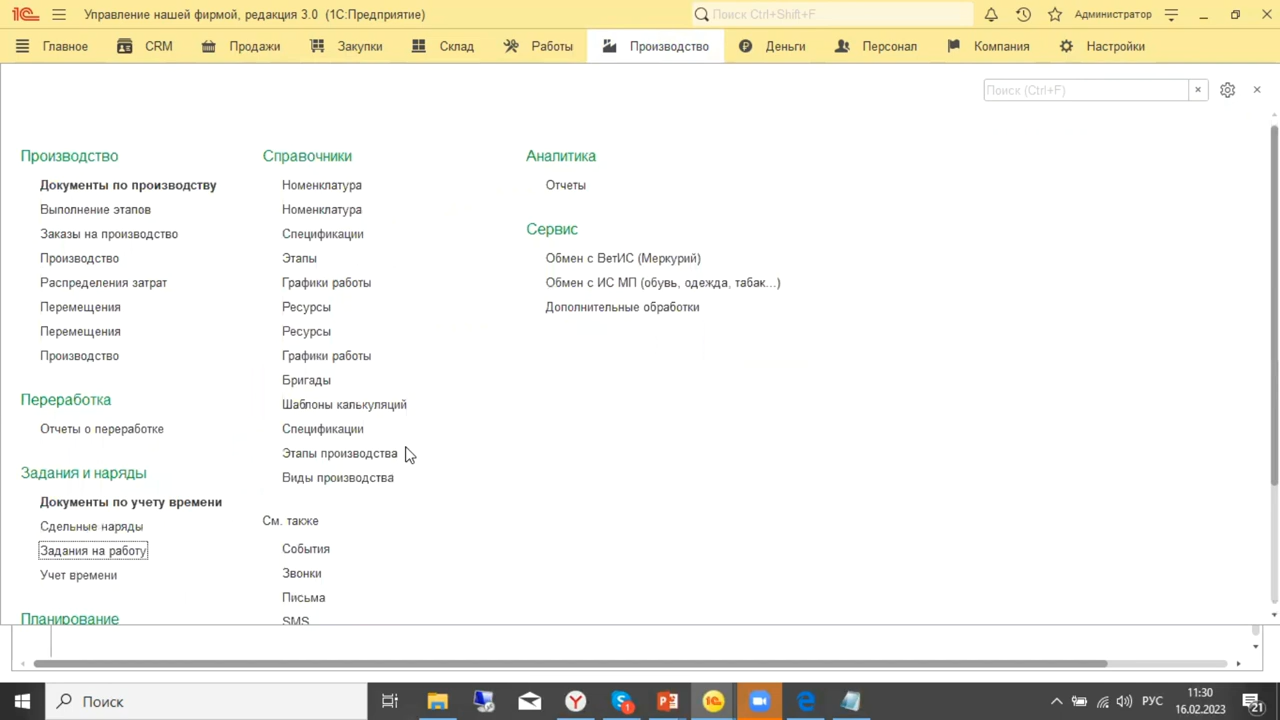 Управление нашей фирмой, редакция 3.0 (1С:Предприятие)
Поиск Ctrl+Shift+F
Администратор
Главное
CRM
Продажи
Закупки
Склад
Работы
Производство
Деньги
Персонал
Компания
Настройки
Поиск (Ctrl+F)
Производство
Документы по производству
Выполнение этапов
Заказы на производство
Производство
Распределения затрат
Перемещения
Перемещения
Производство
Переработка
Отчеты о переработке
Задания и наряды
Документы по учету времени
Сдельные наряды
Задания на работу
Учет времени
Планирование
Справочники
Номенклатура
Номенклатура
Спецификации
Этапы
Графики работы
Ресурсы
Ресурсы
Графики работы
Бригады
Шаблоны калькуляций
Спецификации
Этапы производства
Виды производства
См. также
События
Звонки
Письма
SMS
Аналитика
Отчеты
Сервис
Обмен с ВетИС (Меркурий)
Обмен с ИС МП (обувь, одежда, табак...)
Дополнительные обработки
Поиск
РУС
11:30
16.02.2023
21